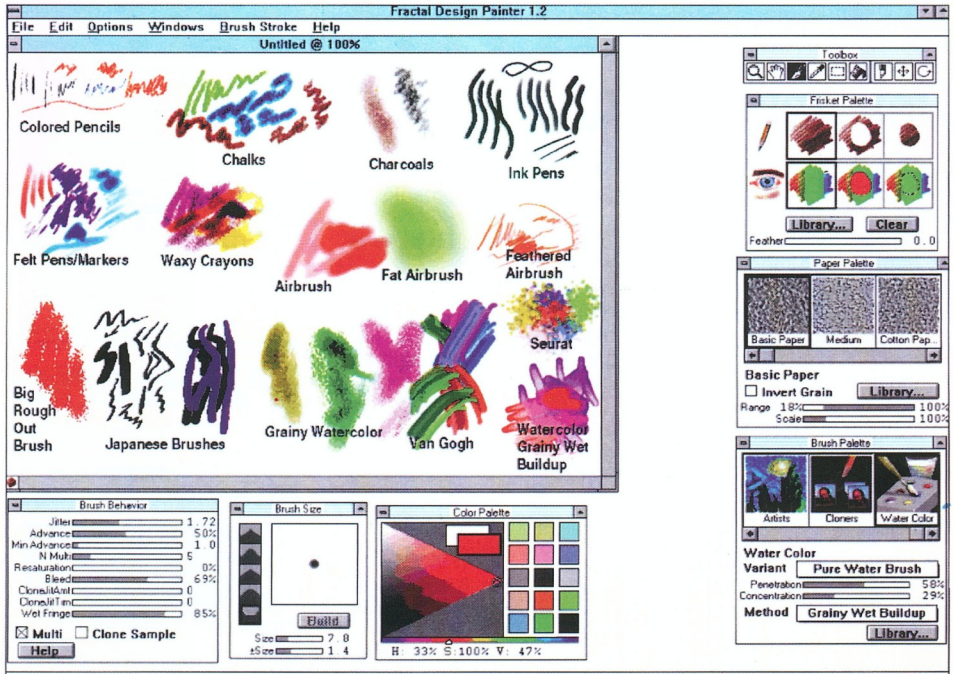 Fractal Design Painter 1.2
File Edit Options Windows Brush Stroke Help
Untitled @ 100%
Colored Pencils
Chalks
Charcoals
Ink Pens
Felt Pens/Markers
Waxy Crayons
Airbrush
Fat Airbrush
Feathered
Airbrush
Seurat
Big
Rough
Out
Brush
Japanese Brushes
Grainy Watercolor
Van Gogh
Watercolor
Grainy Wet
Buildup
Toolbox
Frisket Palette
Library... Clear
Feather 0.0
Paper Palette
Basic Paper Medium Cotton Pap...
Basic Paper
Invert Grain Library...
Range 18% 100%
Scale 100%
Brush Palette
Artists Cloners Water Color
Water Color
Variant Pure Water Brush
Penetration 58%
Concentration 29%
Method Grainy Wet Buildup
Library...
Brush Behavior
Jitter 1.72
Advance 50%
Min Advance 1.0
N Multi 5
Resaturation 0%
Bleed 69%
CloneJitAmt 0
CloneJitTim 0
Wet Fringe 85%
Multi Clone Sample
Help
Brush Size
Build
Size 7.8
±Size 1.4
Color Palette
H: 33% S:100% V: 47%